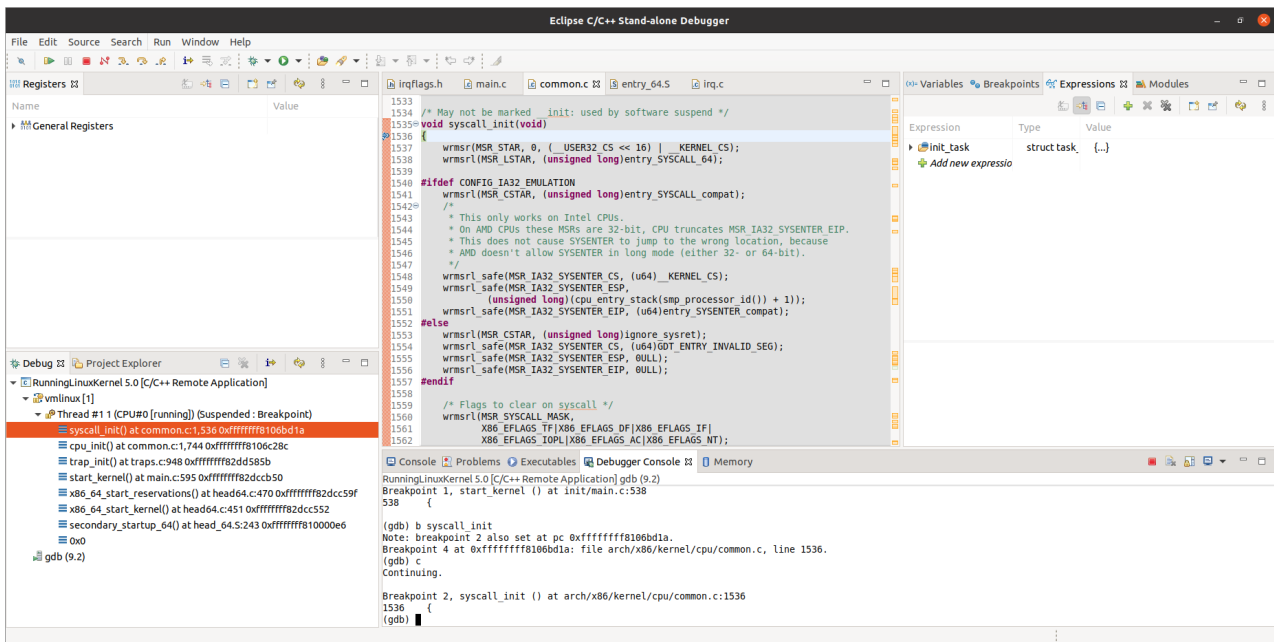 Eclipse C/C++ Stand-alone Debugger
File Edit Source Search Run Window Help
Registers
Name Value
General Registers
irqflags.h main.c common.c entry_64.S irq.c
1533
1534 /* May not be marked __init: used by software suspend */
1535 void syscall_init(void)
1536 {
1537 wrmsr(MSR_STAR, 0, (__USER32_CS << 16) | __KERNEL_CS);
1538 wrmsrl(MSR_LSTAR, (unsigned long)entry_SYSCALL_64);
1539
1540 #ifdef CONFIG_IA32_EMULATION
1541 wrmsrl(MSR_CSTAR, (unsigned long)entry_SYSCALL_compat);
1542 /*
1543 * This only works on Intel CPUs.
1544 * On AMD CPUs these MSRs are 32-bit, CPU truncates MSR_IA32_SYSENTER_EIP.
1545 * This does not cause SYSENTER to jump to the wrong location, because
1546 * AMD doesn't allow SYSENTER in long mode (either 32- or 64-bit).
1547 */
1548 wrmsrl_safe(MSR_IA32_SYSENTER_CS, (u64)__KERNEL_CS);
1549 wrmsrl_safe(MSR_IA32_SYSENTER_ESP,
1550 (unsigned long)(cpu_entry_stack(smp_processor_id()) + 1));
1551 wrmsrl_safe(MSR_IA32_SYSENTER_EIP, (u64)entry_SYSENTER_compat);
1552 #else
1553 wrmsrl(MSR_CSTAR, (unsigned long)ignore_sysret);
1554 wrmsrl_safe(MSR_IA32_SYSENTER_CS, (u64)GDT_ENTRY_INVALID_SEG);
1555 wrmsrl_safe(MSR_IA32_SYSENTER_ESP, 0ULL);
1556 wrmsrl_safe(MSR_IA32_SYSENTER_EIP, 0ULL);
1557 #endif
1558
1559 /* Flags to clear on syscall */
1560 wrmsrl(MSR_SYSCALL_MASK,
1561 X86_EFLAGS_TF|X86_EFLAGS_DF|X86_EFLAGS_IF|
1562 X86_EFLAGS_IOPL|X86_EFLAGS_AC|X86_EFLAGS_NT);
Variables Breakpoints Expressions Modules
Expression Type Value
init_task struct task_ {...}
Add new expressio
Debug Project Explorer
RunningLinuxKernel 5.0 [C/C++ Remote Application]
vmlinux [1]
Thread #1 1 (CPU#0 [running]) (Suspended : Breakpoint)
syscall_init() at common.c:1,536 0xffffffff8106bd1a
cpu_init() at common.c:1,744 0xffffffff8106c28c
trap_init() at traps.c:948 0xffffffff82dd585b
start_kernel() at main.c:595 0xffffffff82dccb50
x86_64_start_reservations() at head64.c:470 0xffffffff82dcc59f
x86_64_start_kernel() at head64.c:451 0xffffffff82dcc552
secondary_startup_64() at head_64.S:243 0xffffffff810000e6
0x0
gdb (9.2)
Console Problems Executables Debugger Console Memory
RunningLinuxKernel 5.0 [C/C++ Remote Application] gdb (9.2)
Breakpoint 1, start_kernel () at init/main.c:538
538 {
(gdb) b syscall_init
Note: breakpoint 2 also set at pc 0xffffffff8106bd1a.
Breakpoint 4 at 0xffffffff8106bd1a: file arch/x86/kernel/cpu/common.c, line 1536.
(gdb) c
Continuing.
Breakpoint 2, syscall_init () at arch/x86/kernel/cpu/common.c:1536
1536 {
(gdb)